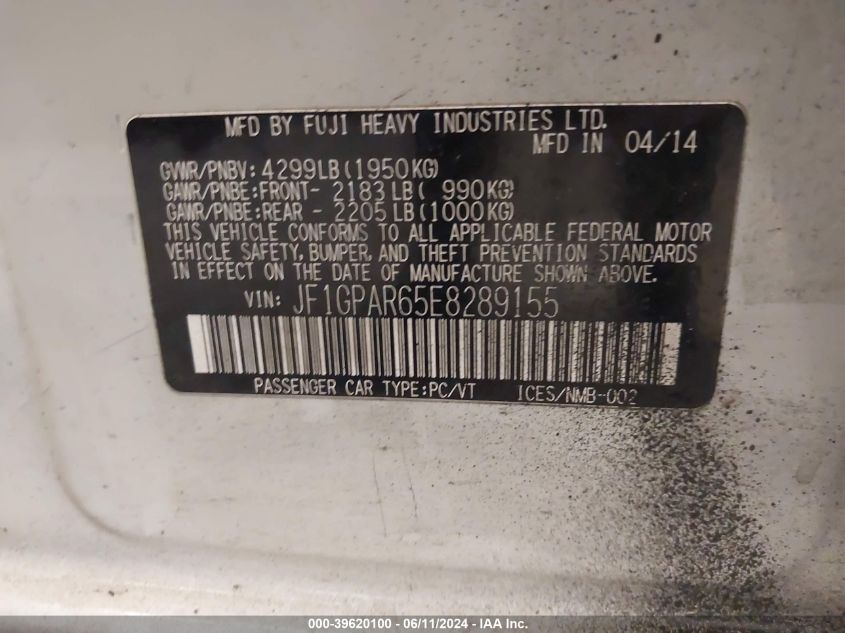 MFD BY FUJI HEAVY INDUSTRIES LTD.
MFD IN 04/14
GVWR/PNBV: 4299LB(1950KG)
GAWR/PNBE:FRONT- 2183LB( 990KG)
GAWR/PNBE:REAR - 2205LB(1000KG)
THIS VEHICLE CONFORMS TO ALL APPLICABLE FEDERAL MOTOR
VEHICLE SAFETY, BUMPER, AND THEFT PREVENTION STANDARDS
IN EFFECT ON THE DATE OF MANUFACTURE SHOWN ABOVE.
VIN: JF1GPAR65E8289155
PASSENGER CAR TYPE:PC/VT ICES/NMB-002
000-39620100 - 06/11/2024 - IAA Inc.